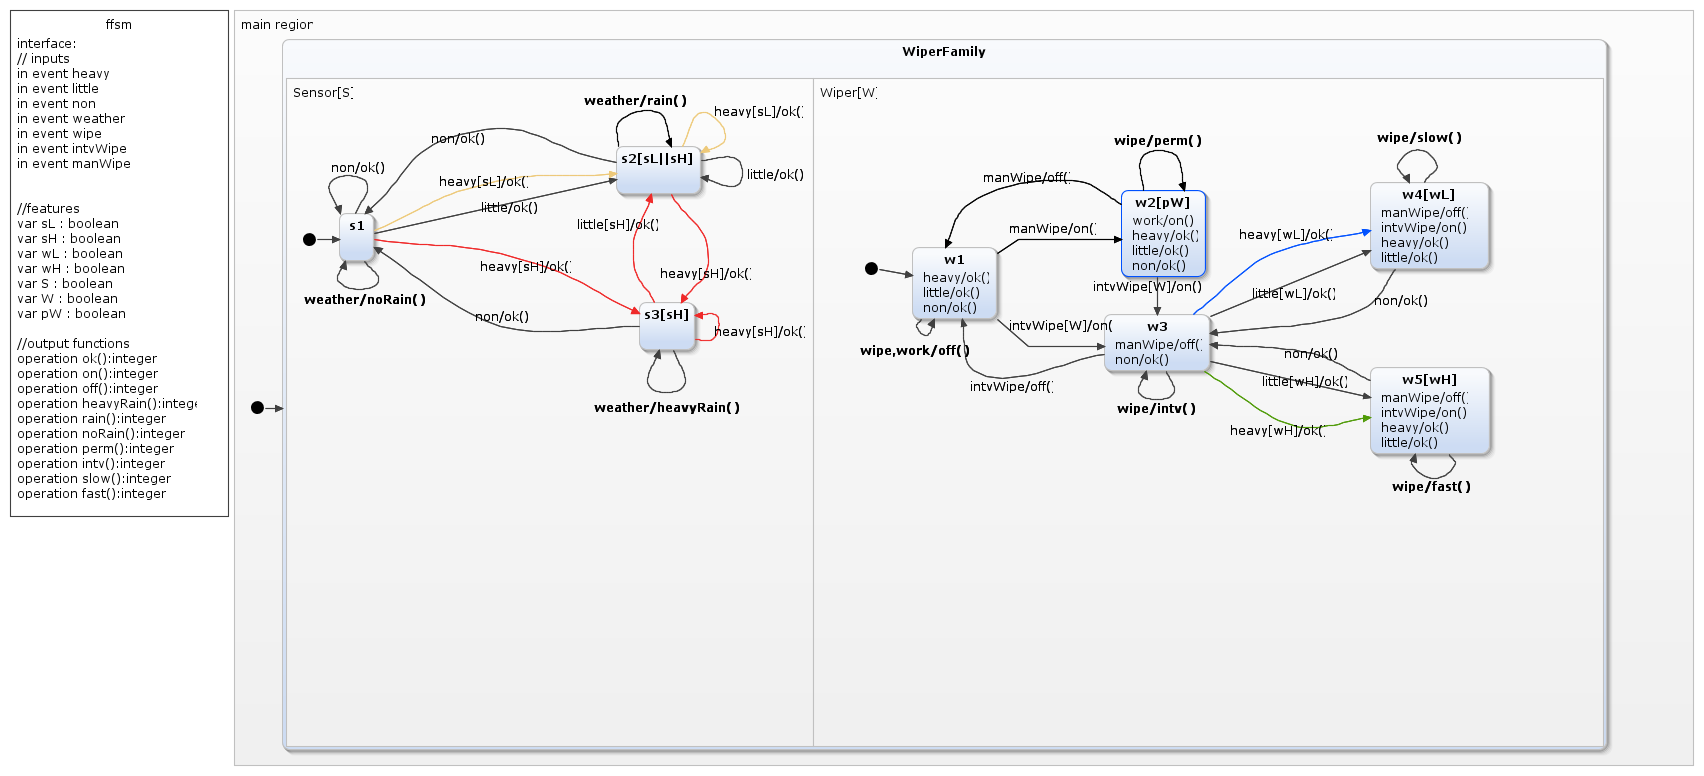 ffsm
interface:
// inputs
in event heavy
in event little
in event non
in event weather
in event wipe
in event intvWipe
in event manWipe
//features
var sL : boolean
var sH : boolean
var wL : boolean
var wH : boolean
var S : boolean
var W : boolean
var pW : boolean
//output functions
operation ok():integer
operation on():integer
operation off():integer
operation heavyRain():intege
operation rain():integer
operation noRain():integer
operation perm():integer
operation intv():integer
operation slow():integer
operation fast():integer
main region
WiperFamily
Sensor[S]
weather/rain()
heavy[sL]/ok()
non/ok()
s2[sL||sH]
non/ok()
little/ok()
heavy[sL]/ok()
little/ok()
s1
little[sH]/ok()
heavy[sH]/ok()
heavy[sH]/ok()
weather/noRain()
s3[sH]
non/ok()
heavy[sH]/ok()
weather/heavyRain()
Wiper[W]
wipe/perm()
wipe/slow()
manWipe/off()
w2[pW]
work/on()
heavy/ok()
little/ok()
non/ok()
w4[wL]
manWipe/off()
intvWipe/on()
heavy/ok()
little/ok()
manWipe/on()
heavy[wL]/ok()
w1
heavy/ok()
little/ok()
non/ok()
intvWipe[W]/on()
little[wL]/ok()
non/ok()
intvWipe[W]/on()
w3
manWipe/off()
non/ok()
wipe,work/off()
non/ok()
intvWipe/off()
little[wH]/ok()
w5[wH]
manWipe/off()
intvWipe/on()
heavy/ok()
little/ok()
wipe/intv()
heavy[wH]/ok()
wipe/fast()